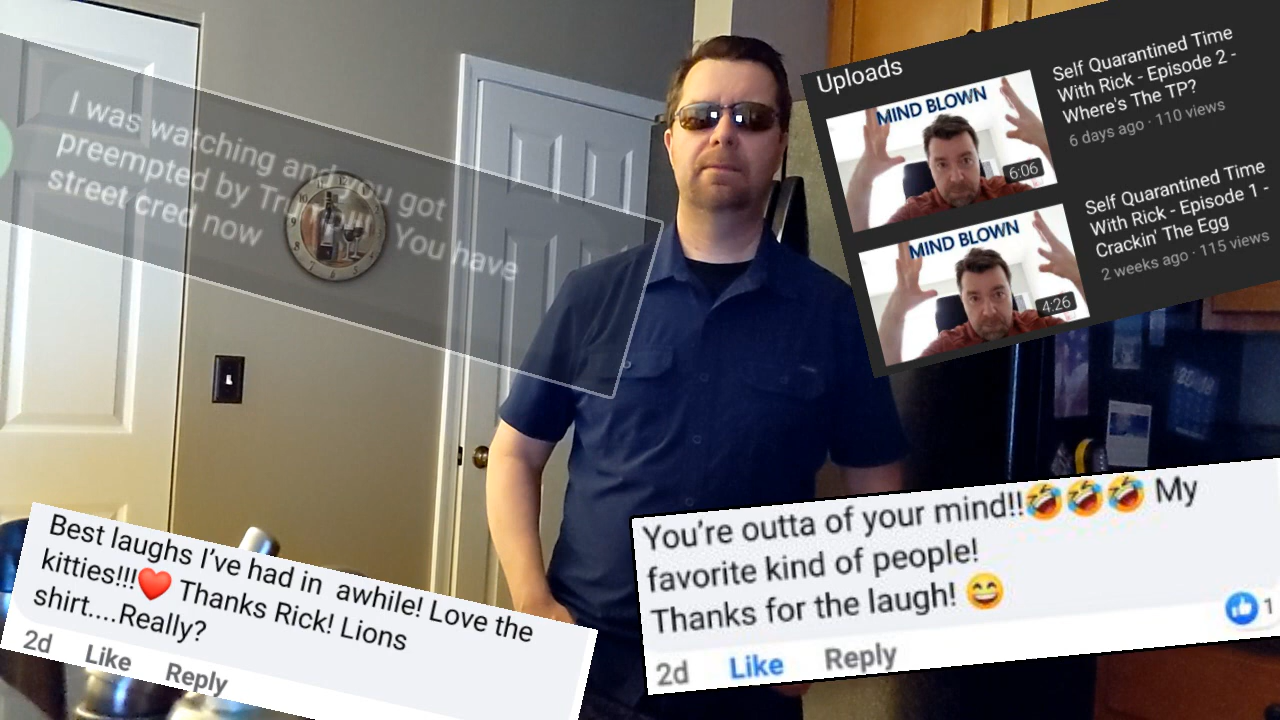 I was watching and you got
preempted by Trump!!! You have
street cred now
Uploads
MIND BLOWN
6:06
Self Quarantined Time
With Rick - Episode 2 -
Where's The TP?
6 days ago · 110 views
MIND BLOWN
4:26
Self Quarantined Time
With Rick - Episode 1 -
Crackin' The Egg
2 weeks ago · 115 views
Best laughs I’ve had in awhile! Love the
kitties!!!❤️ Thanks Rick! Lions
shirt....Really?
2d Like Reply
You’re outta of your mind!!🤣🤣🤣 My
favorite kind of people!
Thanks for the laugh! 😄
1
2d Like Reply